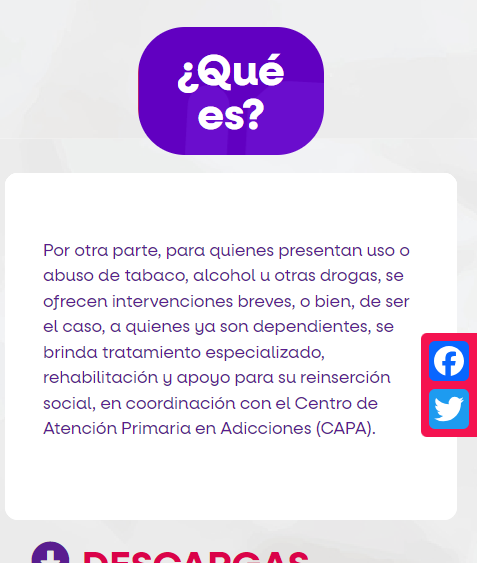 ¿Qué
es?
Por otra parte, para quienes presentan uso o
abuso de tabaco, alcohol u otras drogas, se
ofrecen intervenciones breves, o bien, de ser
el caso, a quienes ya son dependientes, se
brinda tratamiento especializado,
rehabilitación y apoyo para su reinserción
social, en coordinación con el Centro de
Atención Primaria en Adicciones (CAPA).
DESCARGAS